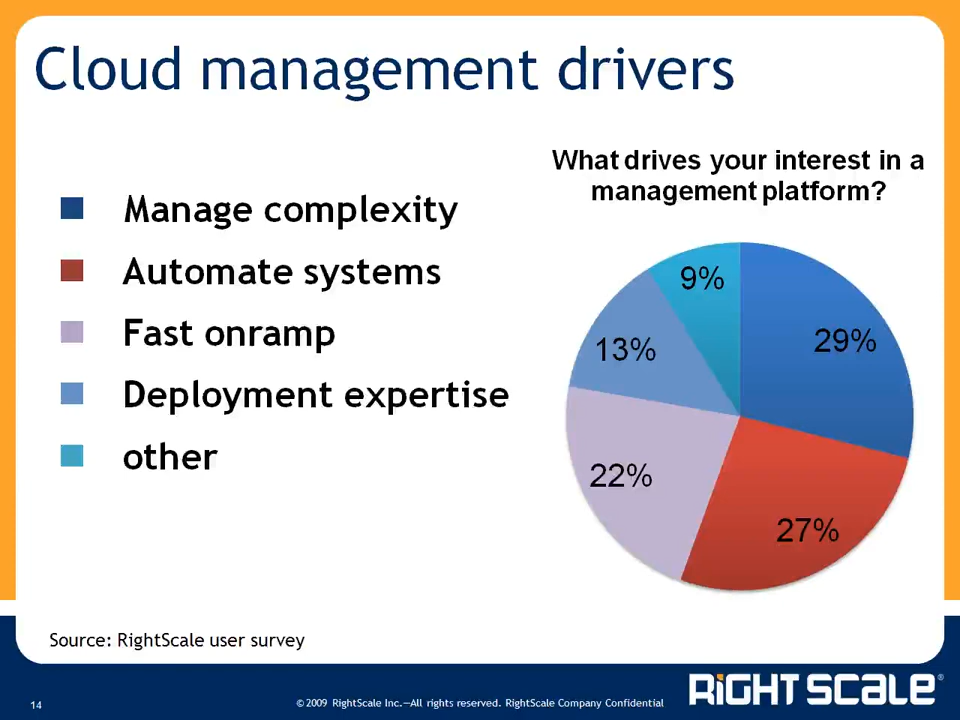 Cloud management drivers
What drives your interest in a
management platform?
Manage complexity
Automate systems
Fast onramp
Deployment expertise
other
9%
29%
13%
22%
27%
Source: RightScale user survey
14
©2009 RightScale Inc.—All rights reserved. RightScale Company Confidential
RIGHTSCALE®